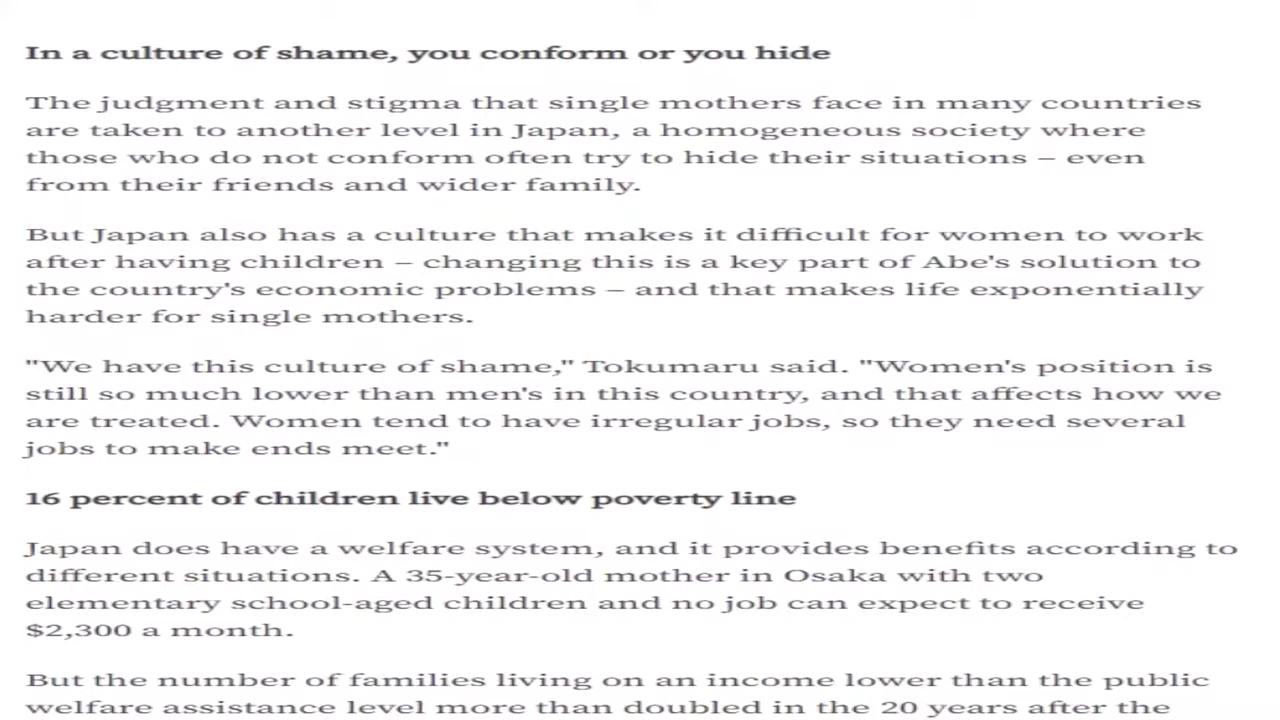 In a culture of shame, you conform or you hide
The judgment and stigma that single mothers face in many countries
are taken to another level in Japan, a homogeneous society where
those who do not conform often try to hide their situations – even
from their friends and wider family.
But Japan also has a culture that makes it difficult for women to work
after having children – changing this is a key part of Abe's solution to
the country's economic problems – and that makes life exponentially
harder for single mothers.
"We have this culture of shame," Tokumaru said. "Women's position is
still so much lower than men's in this country, and that affects how we
are treated. Women tend to have irregular jobs, so they need several
jobs to make ends meet."
16 percent of children live below poverty line
Japan does have a welfare system, and it provides benefits according to
different situations. A 35-year-old mother in Osaka with two
elementary school-aged children and no job can expect to receive
$2,300 a month.
But the number of families living on an income lower than the public
welfare assistance level more than doubled in the 20 years after the